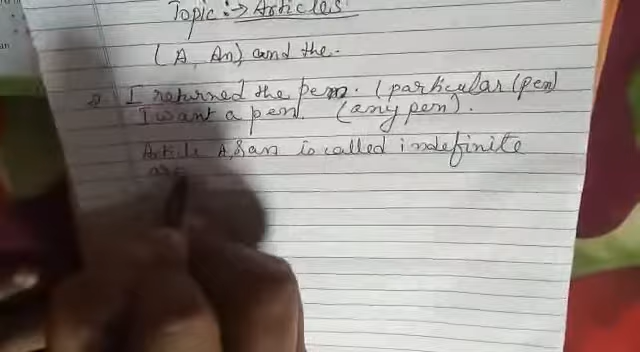 Topic :→ Articles
(A, An) and the.
I returned the pen. (particular (pen)
I want a pen. (any pen).
Article A, & an is called indefinite